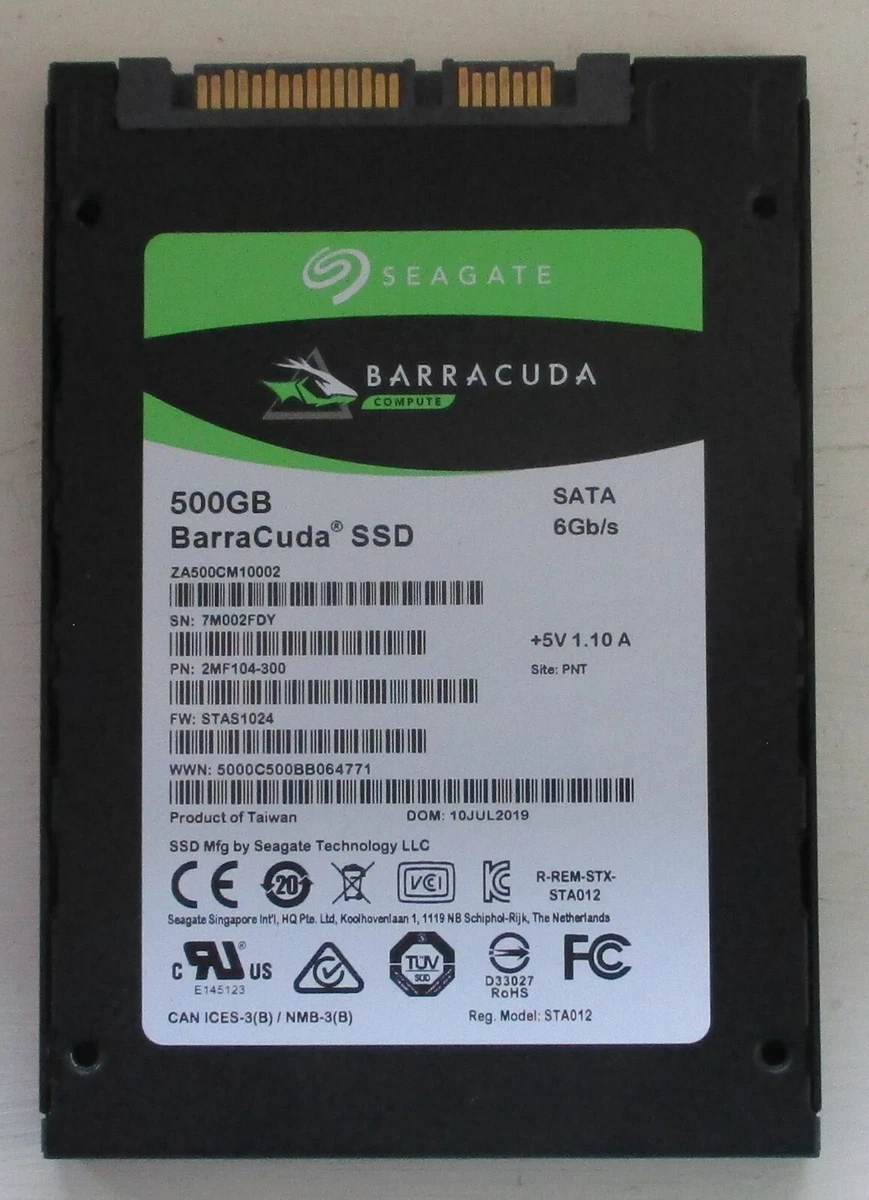 SEAGATE
BARRACUDA
COMPUTE
500GB
BarraCuda® SSD
SATA
6Gb/s
ZA500CM10002
SN: 7M002FDY
PN: 2MF104-300
+5V 1.10 A
Site: PNT
FW: STAS1024
WWN: 5000C500BB064771
Product of Taiwan DOM: 10JUL2019
SSD Mfg by Seagate Technology LLC
CE 20 VCI R-REM-STX-
STA012
Seagate Singapore Int'l, HQ Pte. Ltd, Koolhovenlaan 1, 1119 NB Schiphol-Rijk, The Netherlands
C RU® US
E145123
TÜV
SÜD
D33027
RoHS
FC
CAN ICES-3(B) / NMB-3(B) Reg. Model: STA012